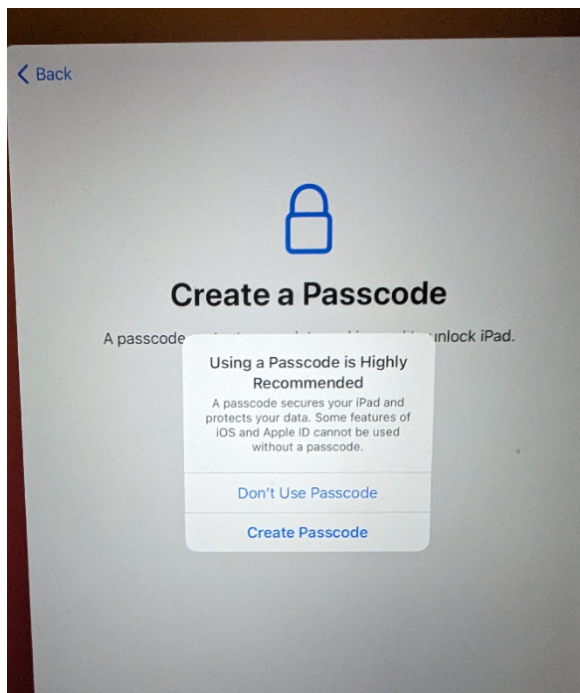 Back
Create a Passcode
A passcode unlock iPad.
Using a Passcode is Highly
Recommended
A passcode secures your iPad and
protects your data. Some features of
iOS and Apple ID cannot be used
without a passcode.
Don't Use Passcode
Create Passcode